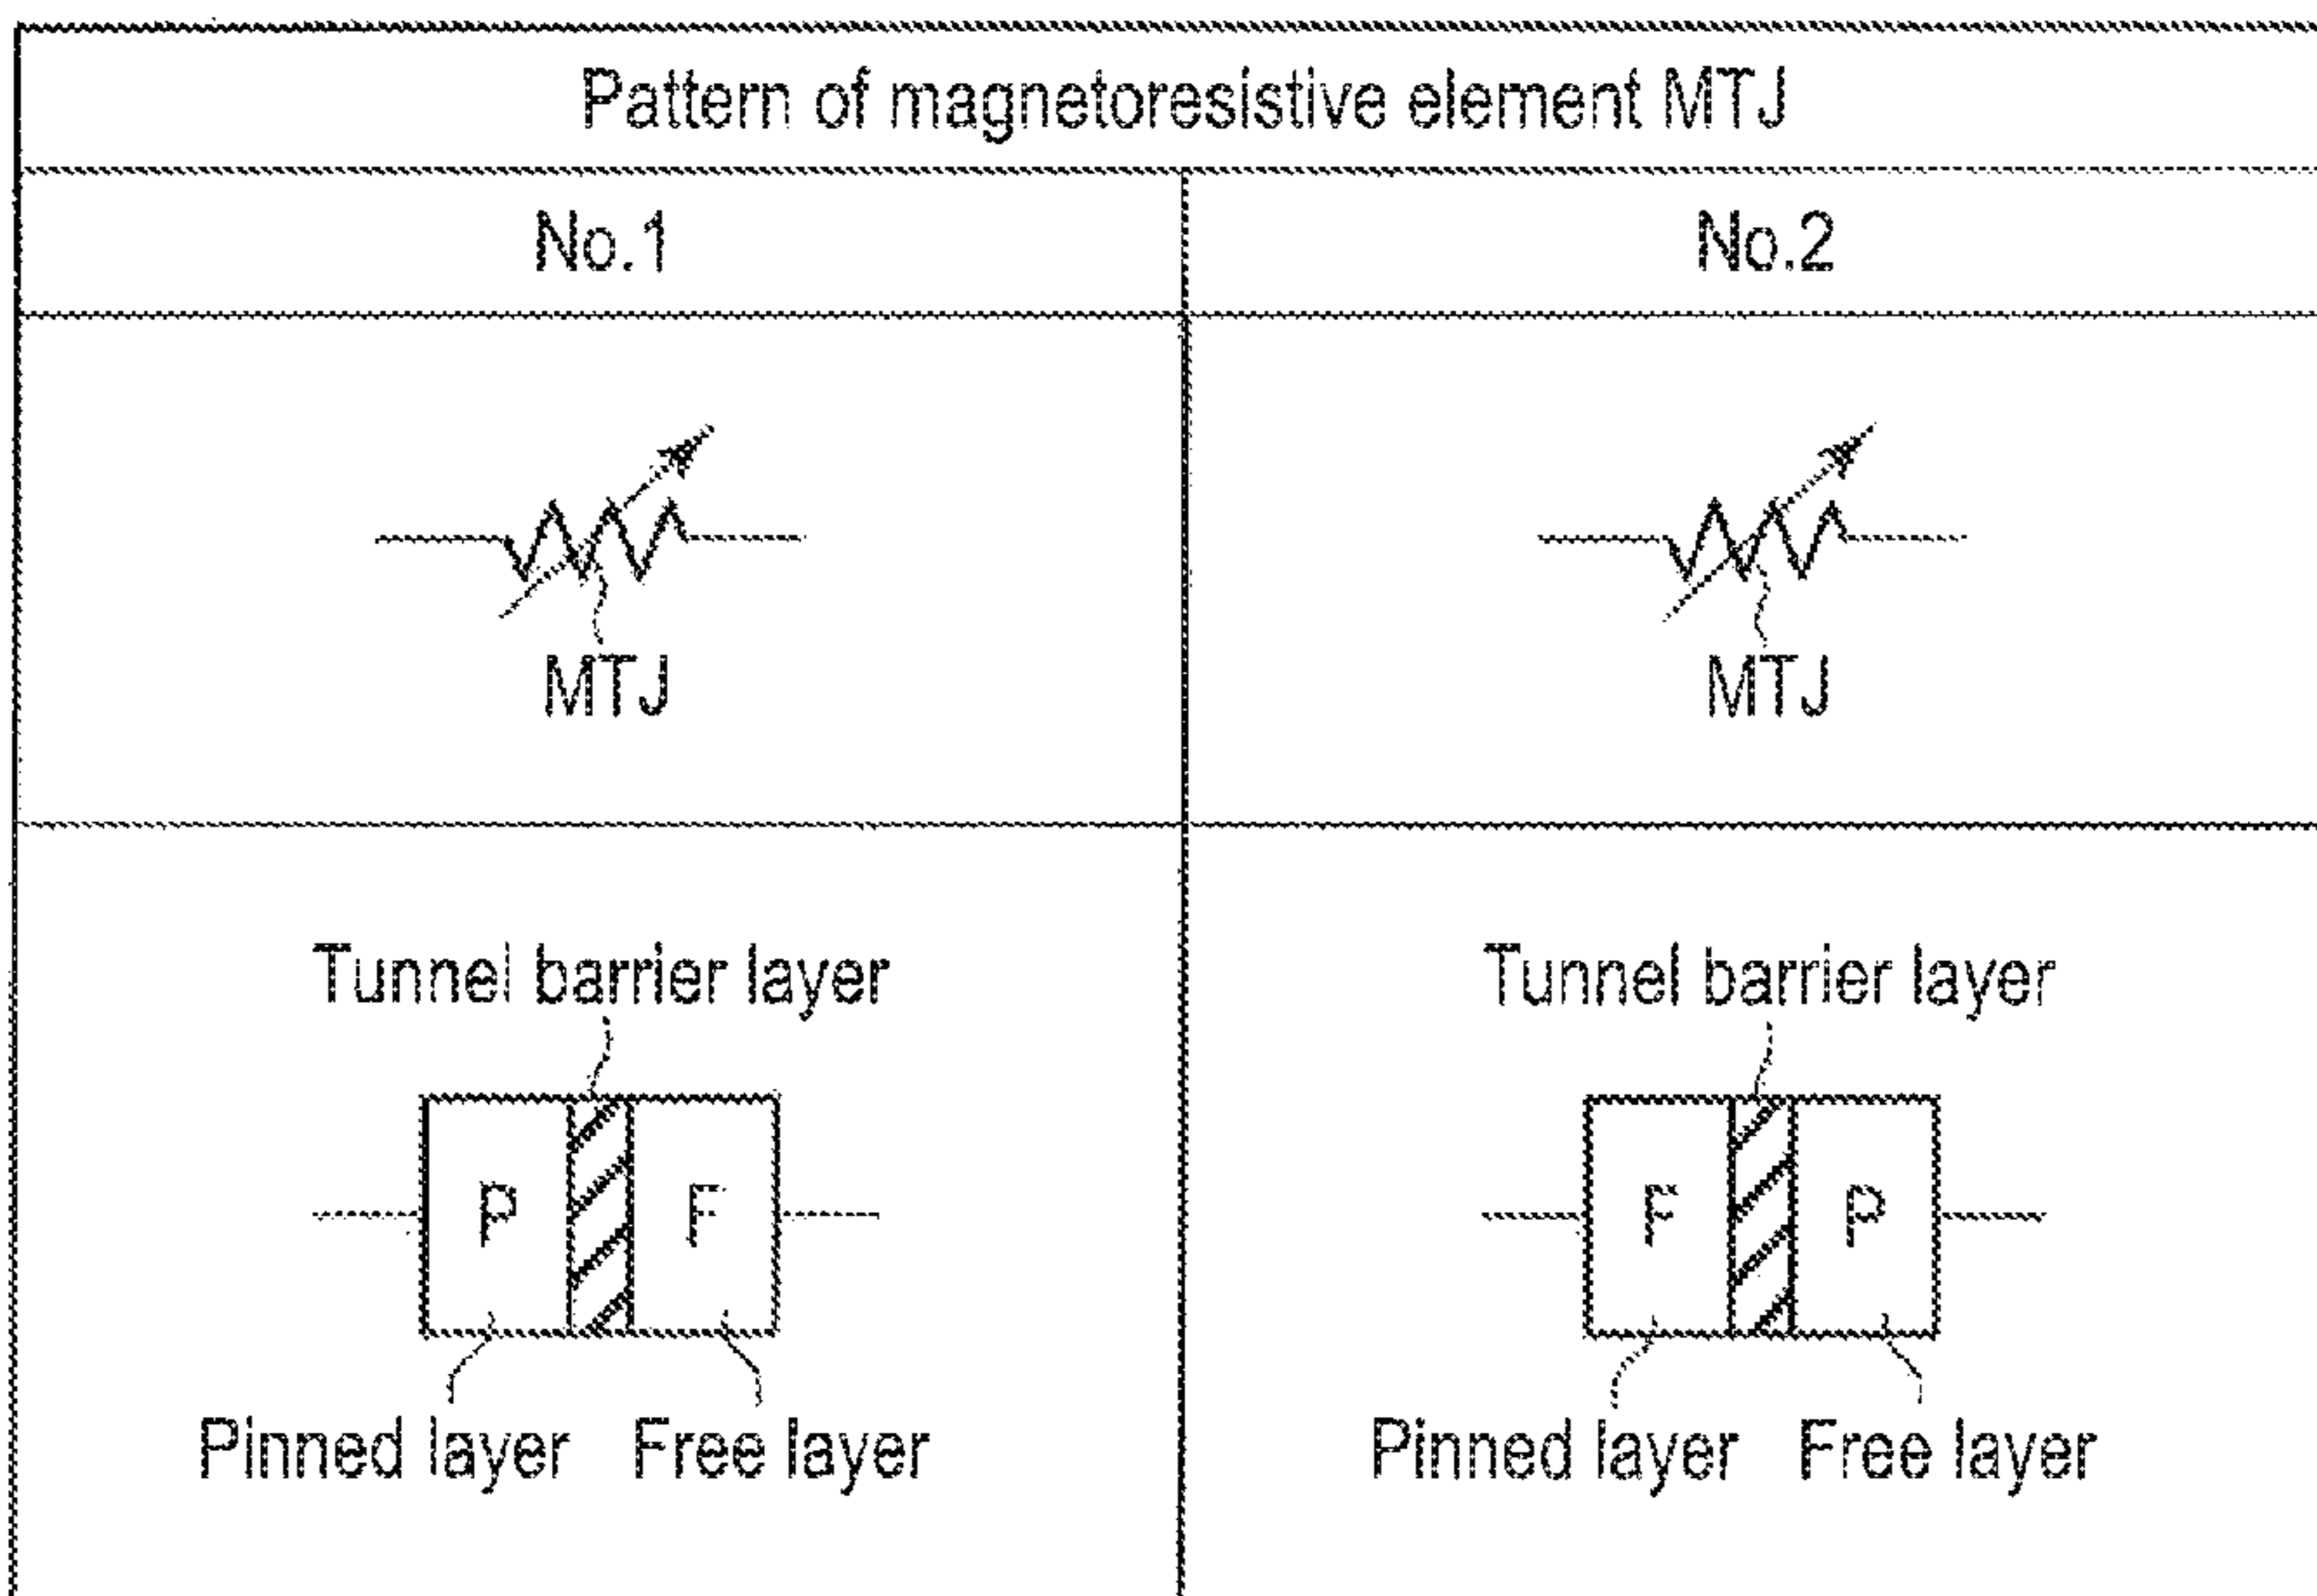 Pattern of magnetoresistive element MTJ
No.1
No.2
MTJ
MTJ
Tunnel barrier layer
Tunnel barrier layer
P
F
F
P
Pinned layer
Free layer
Pinned layer
Free layer